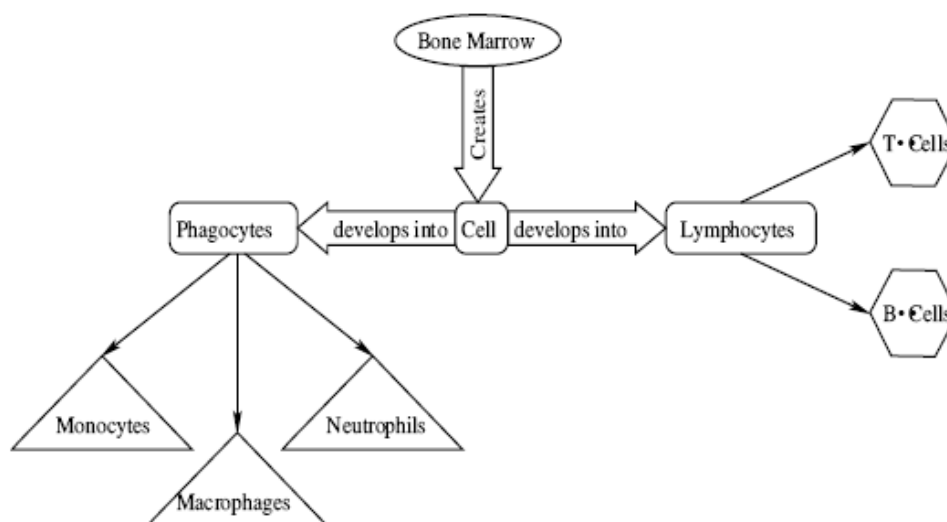 Bone Marrow
Creates
T••Cells
Phagocytes
develops into
Cell
develops into
Lymphocytes
B••Cells
Monocytes
Neutrophils
Macrophages